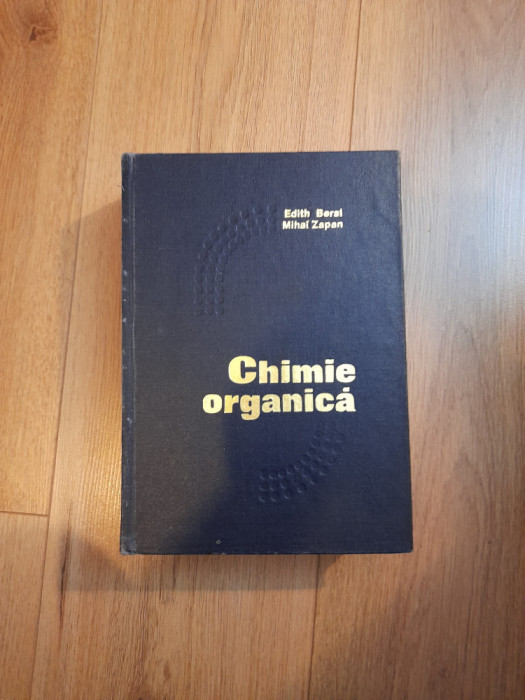 Edith Beral
Mihai Zapan
Chimie
organică